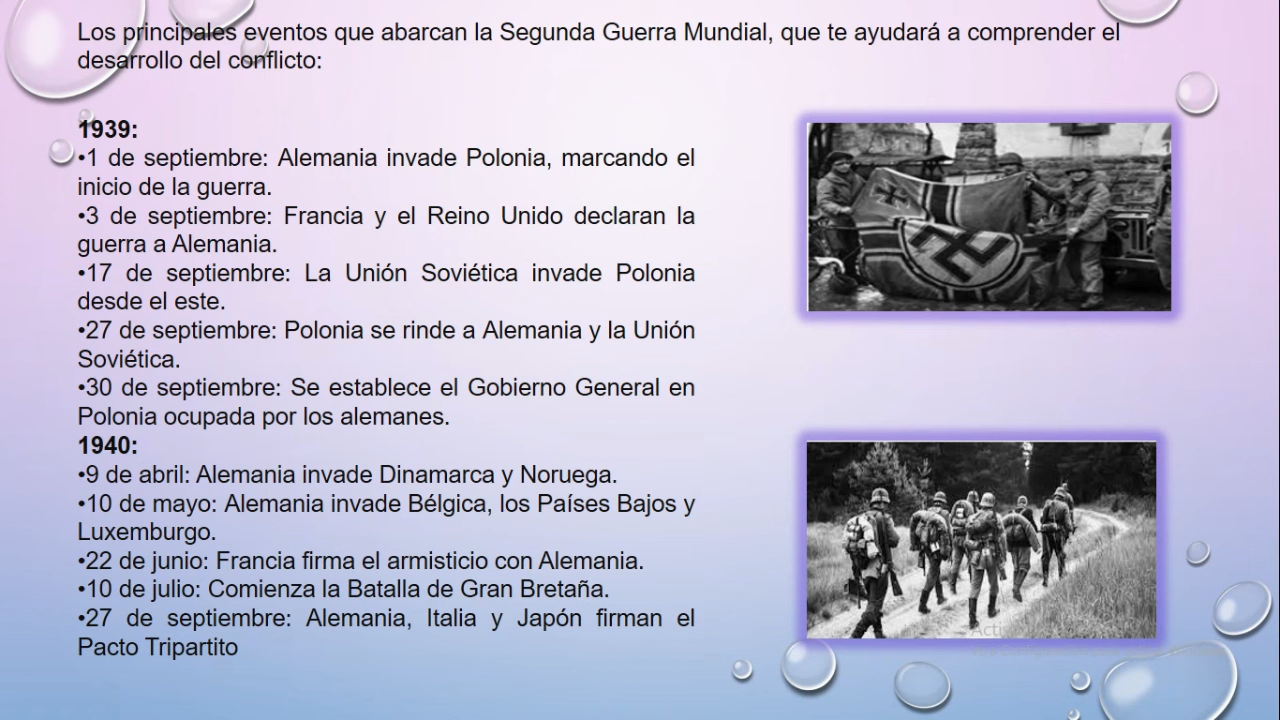 Los principales eventos que abarcan la Segunda Guerra Mundial, que te ayudará a comprender el
desarrollo del conflicto:
1939:
•1 de septiembre: Alemania invade Polonia, marcando el
inicio de la guerra.
•3 de septiembre: Francia y el Reino Unido declaran la
guerra a Alemania.
•17 de septiembre: La Unión Soviética invade Polonia
desde el este.
•27 de septiembre: Polonia se rinde a Alemania y la Unión
Soviética.
•30 de septiembre: Se establece el Gobierno General en
Polonia ocupada por los alemanes.
1940:
•9 de abril: Alemania invade Dinamarca y Noruega.
•10 de mayo: Alemania invade Bélgica, los Países Bajos y
Luxemburgo.
•22 de junio: Francia firma el armisticio con Alemania.
•10 de julio: Comienza la Batalla de Gran Bretaña.
•27 de septiembre: Alemania, Italia y Japón firman el
Pacto Tripartito